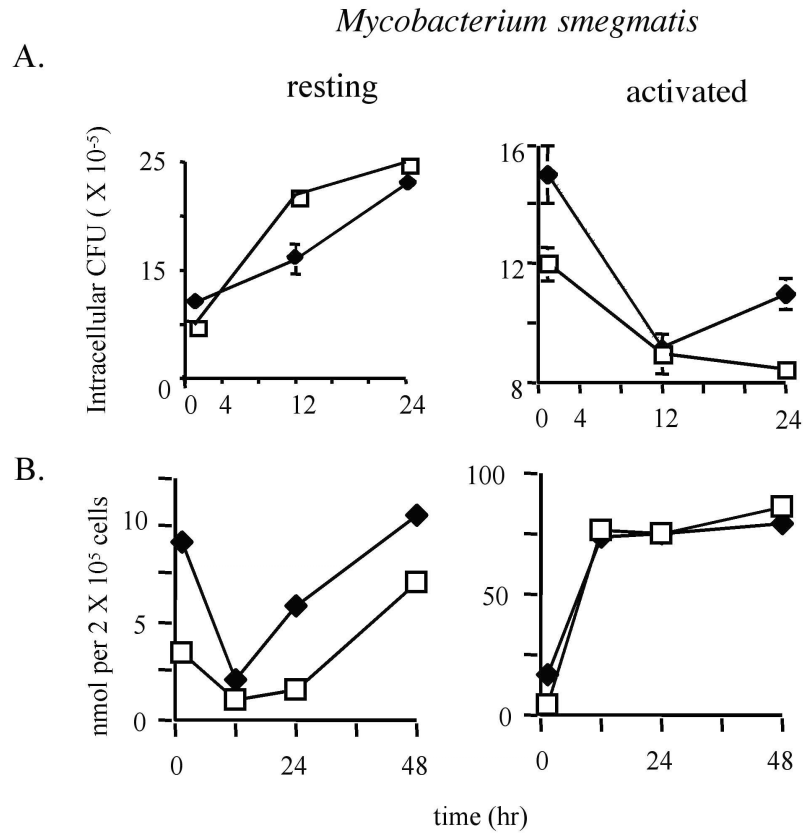 Mycobacterium smegmatis
A.
resting
activated
Intracellular CFU ( X 10⁻⁵)
25
15
0
0 4 12 24
16
12
8
0 4 12 24
B.
nmol per 2 X 10⁵ cells
10
5
0
0 24 48
100
50
0
0 24 48
time (hr)